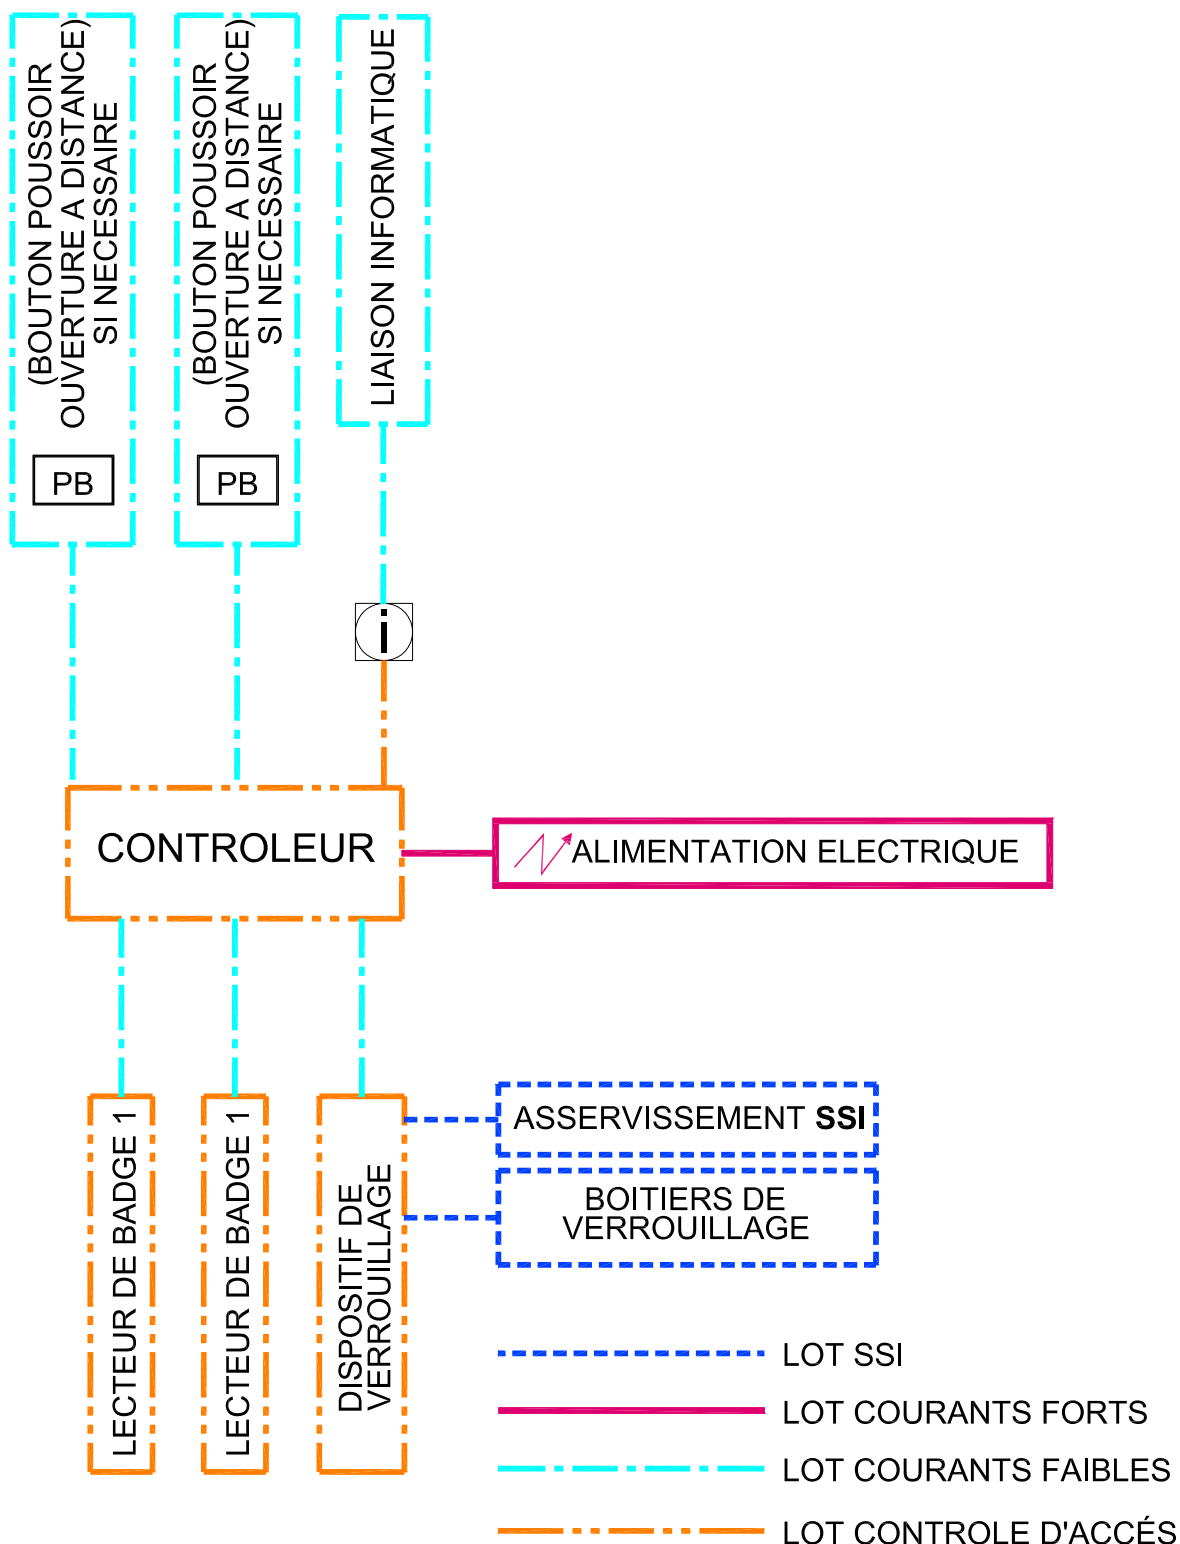 (BOUTON POUSSOIR
OUVERTURE A DISTANCE)
SI NECESSAIRE
PB
(BOUTON POUSSOIR
OUVERTURE A DISTANCE)
SI NECESSAIRE
PB
LIAISON INFORMATIQUE
i
CONTROLEUR
ALIMENTATION ELECTRIQUE
LECTEUR DE BADGE 1
LECTEUR DE BADGE 1
DISPOSITIF DE
VERROUILLAGE
ASSERVISSEMENT SSI
BOITIERS DE
VERROUILLAGE
LOT SSI
LOT COURANTS FORTS
LOT COURANTS FAIBLES
LOT CONTROLE D'ACCÉS